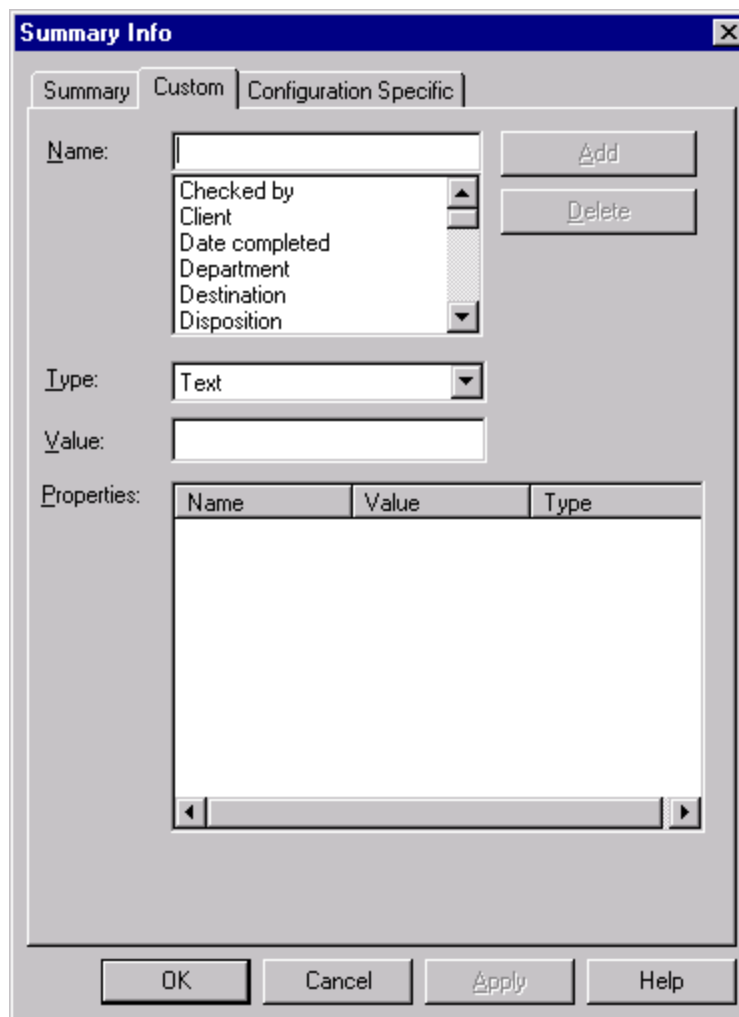 Summary Info
Summary Custom Configuration Specific
Name:
Add
Checked by
Client
Delete
Date completed
Department
Destination
Disposition
Type: Text
Value:
Properties: Name Value Type
OK Cancel Apply Help